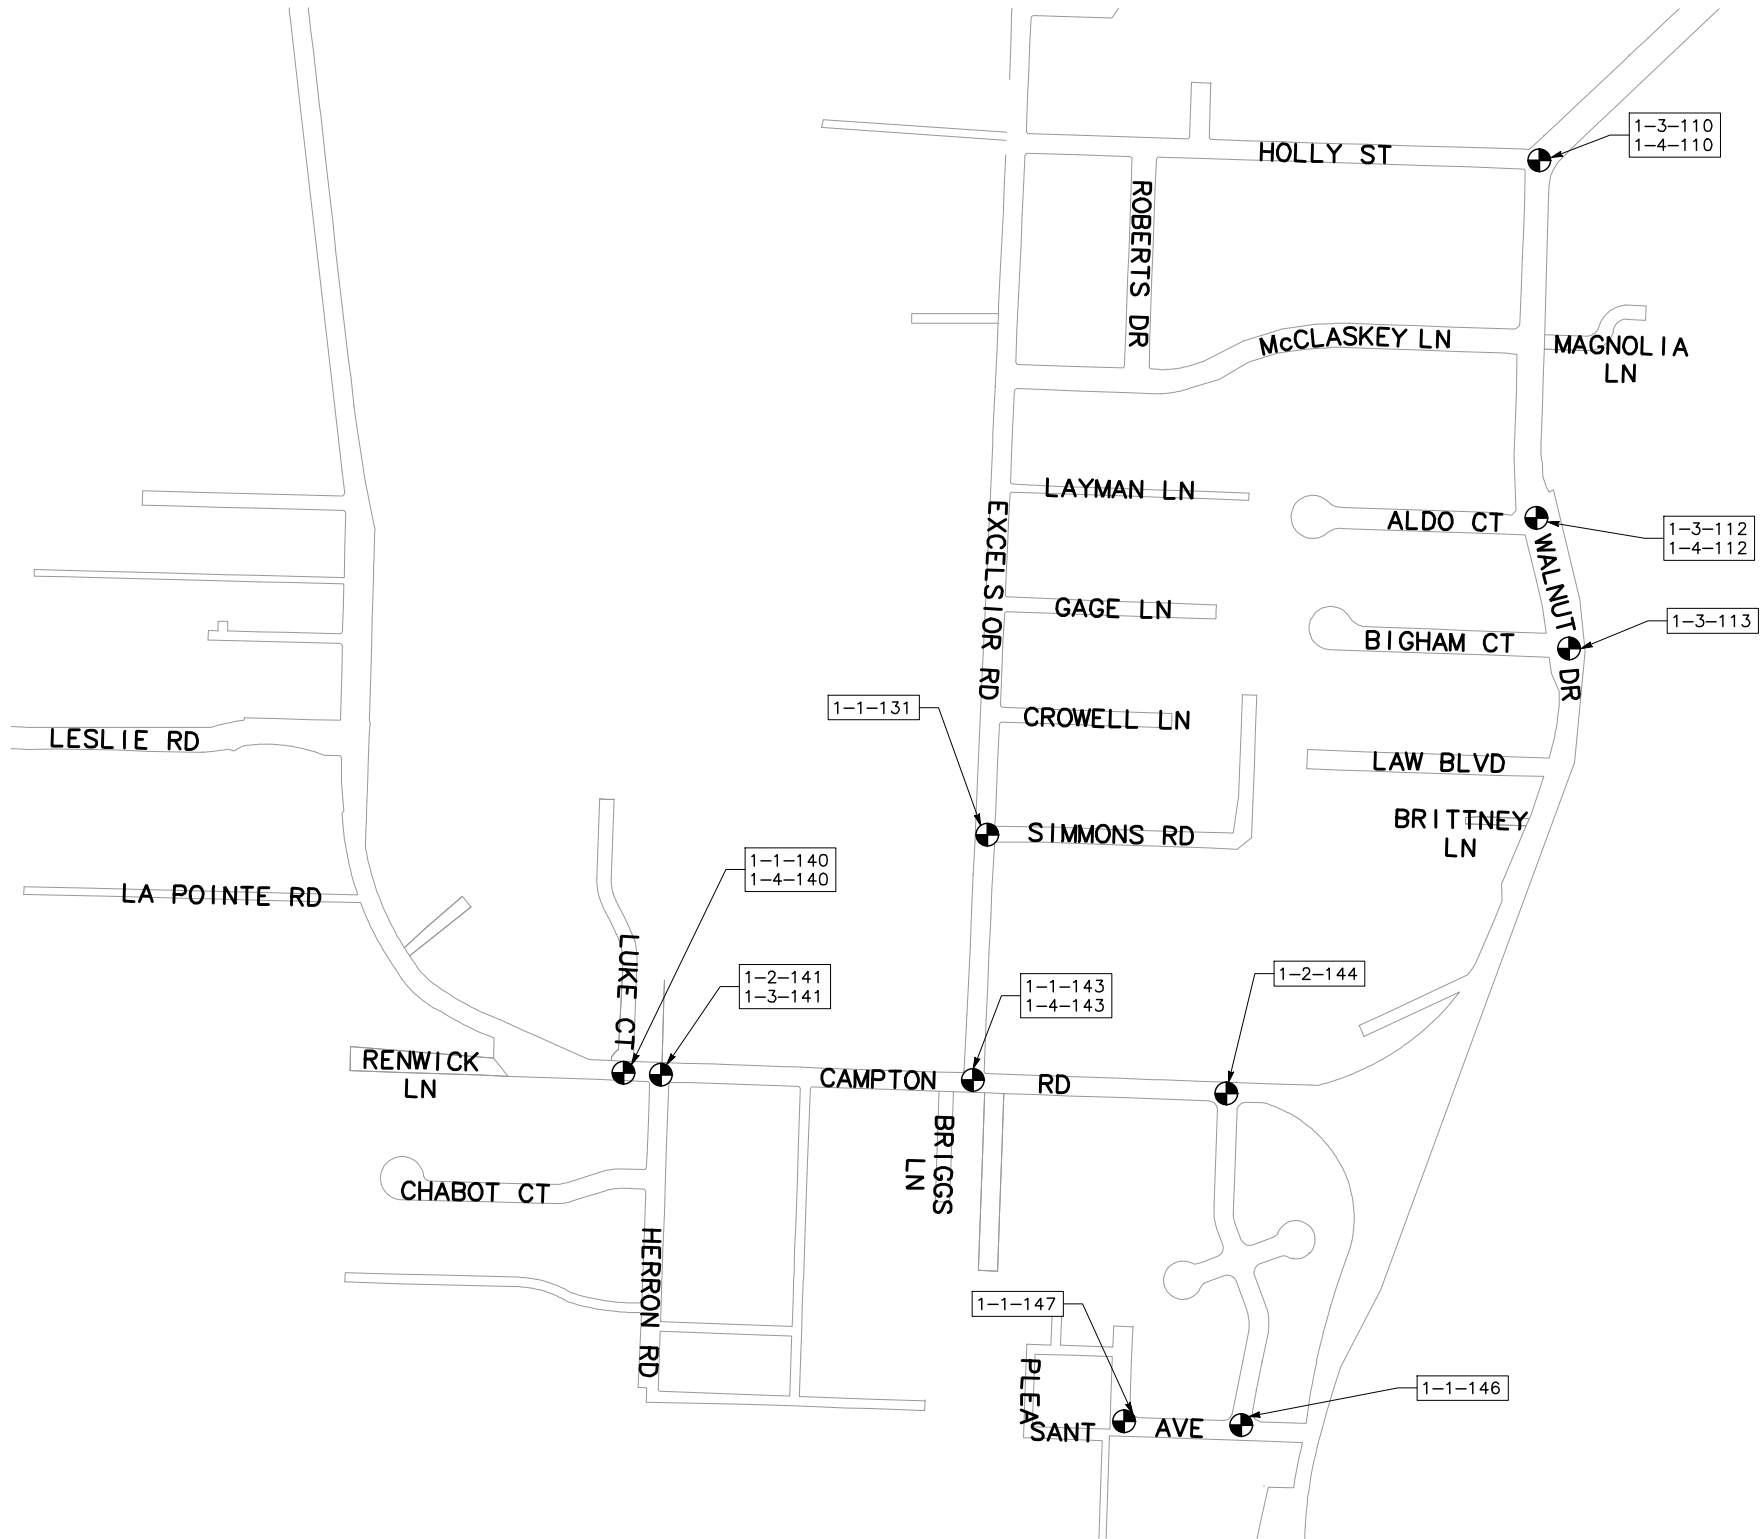 1-3-110
1-4-110
HOLLY ST
ROBERTS DR
McCLASKEY LN
MAGNOLIA
LN
LAYMAN LN
EXCELSIOR RD
ALDO CT
1-3-112
1-4-112
WALNUT DR
GAGE LN
BIGHAM CT
1-3-113
1-1-131
CROWELL LN
LESLIE RD
LAW BLVD
BRITTNEY
LN
SIMMONS RD
1-1-140
1-4-140
LA POINTE RD
LUKE CT
1-2-141
1-3-141
1-1-143
1-4-143
1-2-144
RENWICK
LN
CAMPTON RD
BRIGGS
LN
CHABOT CT
HERRON RD
1-1-147
PLEA
SANT AVE
1-1-146